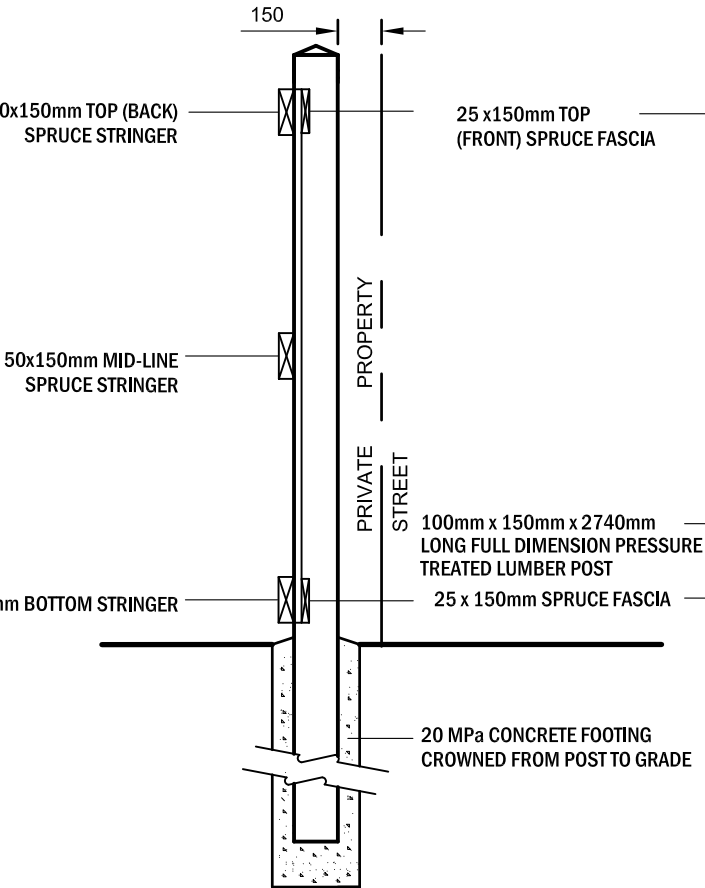 150
0x150mm TOP (BACK)
SPRUCE STRINGER
25 x150mm TOP
(FRONT) SPRUCE FASCIA
50x150mm MID-LINE
SPRUCE STRINGER
PRIVATE PROPERTY
STREET
100mm x 150mm x 2740mm
LONG FULL DIMENSION PRESSURE
TREATED LUMBER POST
mm BOTTOM STRINGER
25 x 150mm SPRUCE FASCIA
20 MPa CONCRETE FOOTING
CROWNED FROM POST TO GRADE